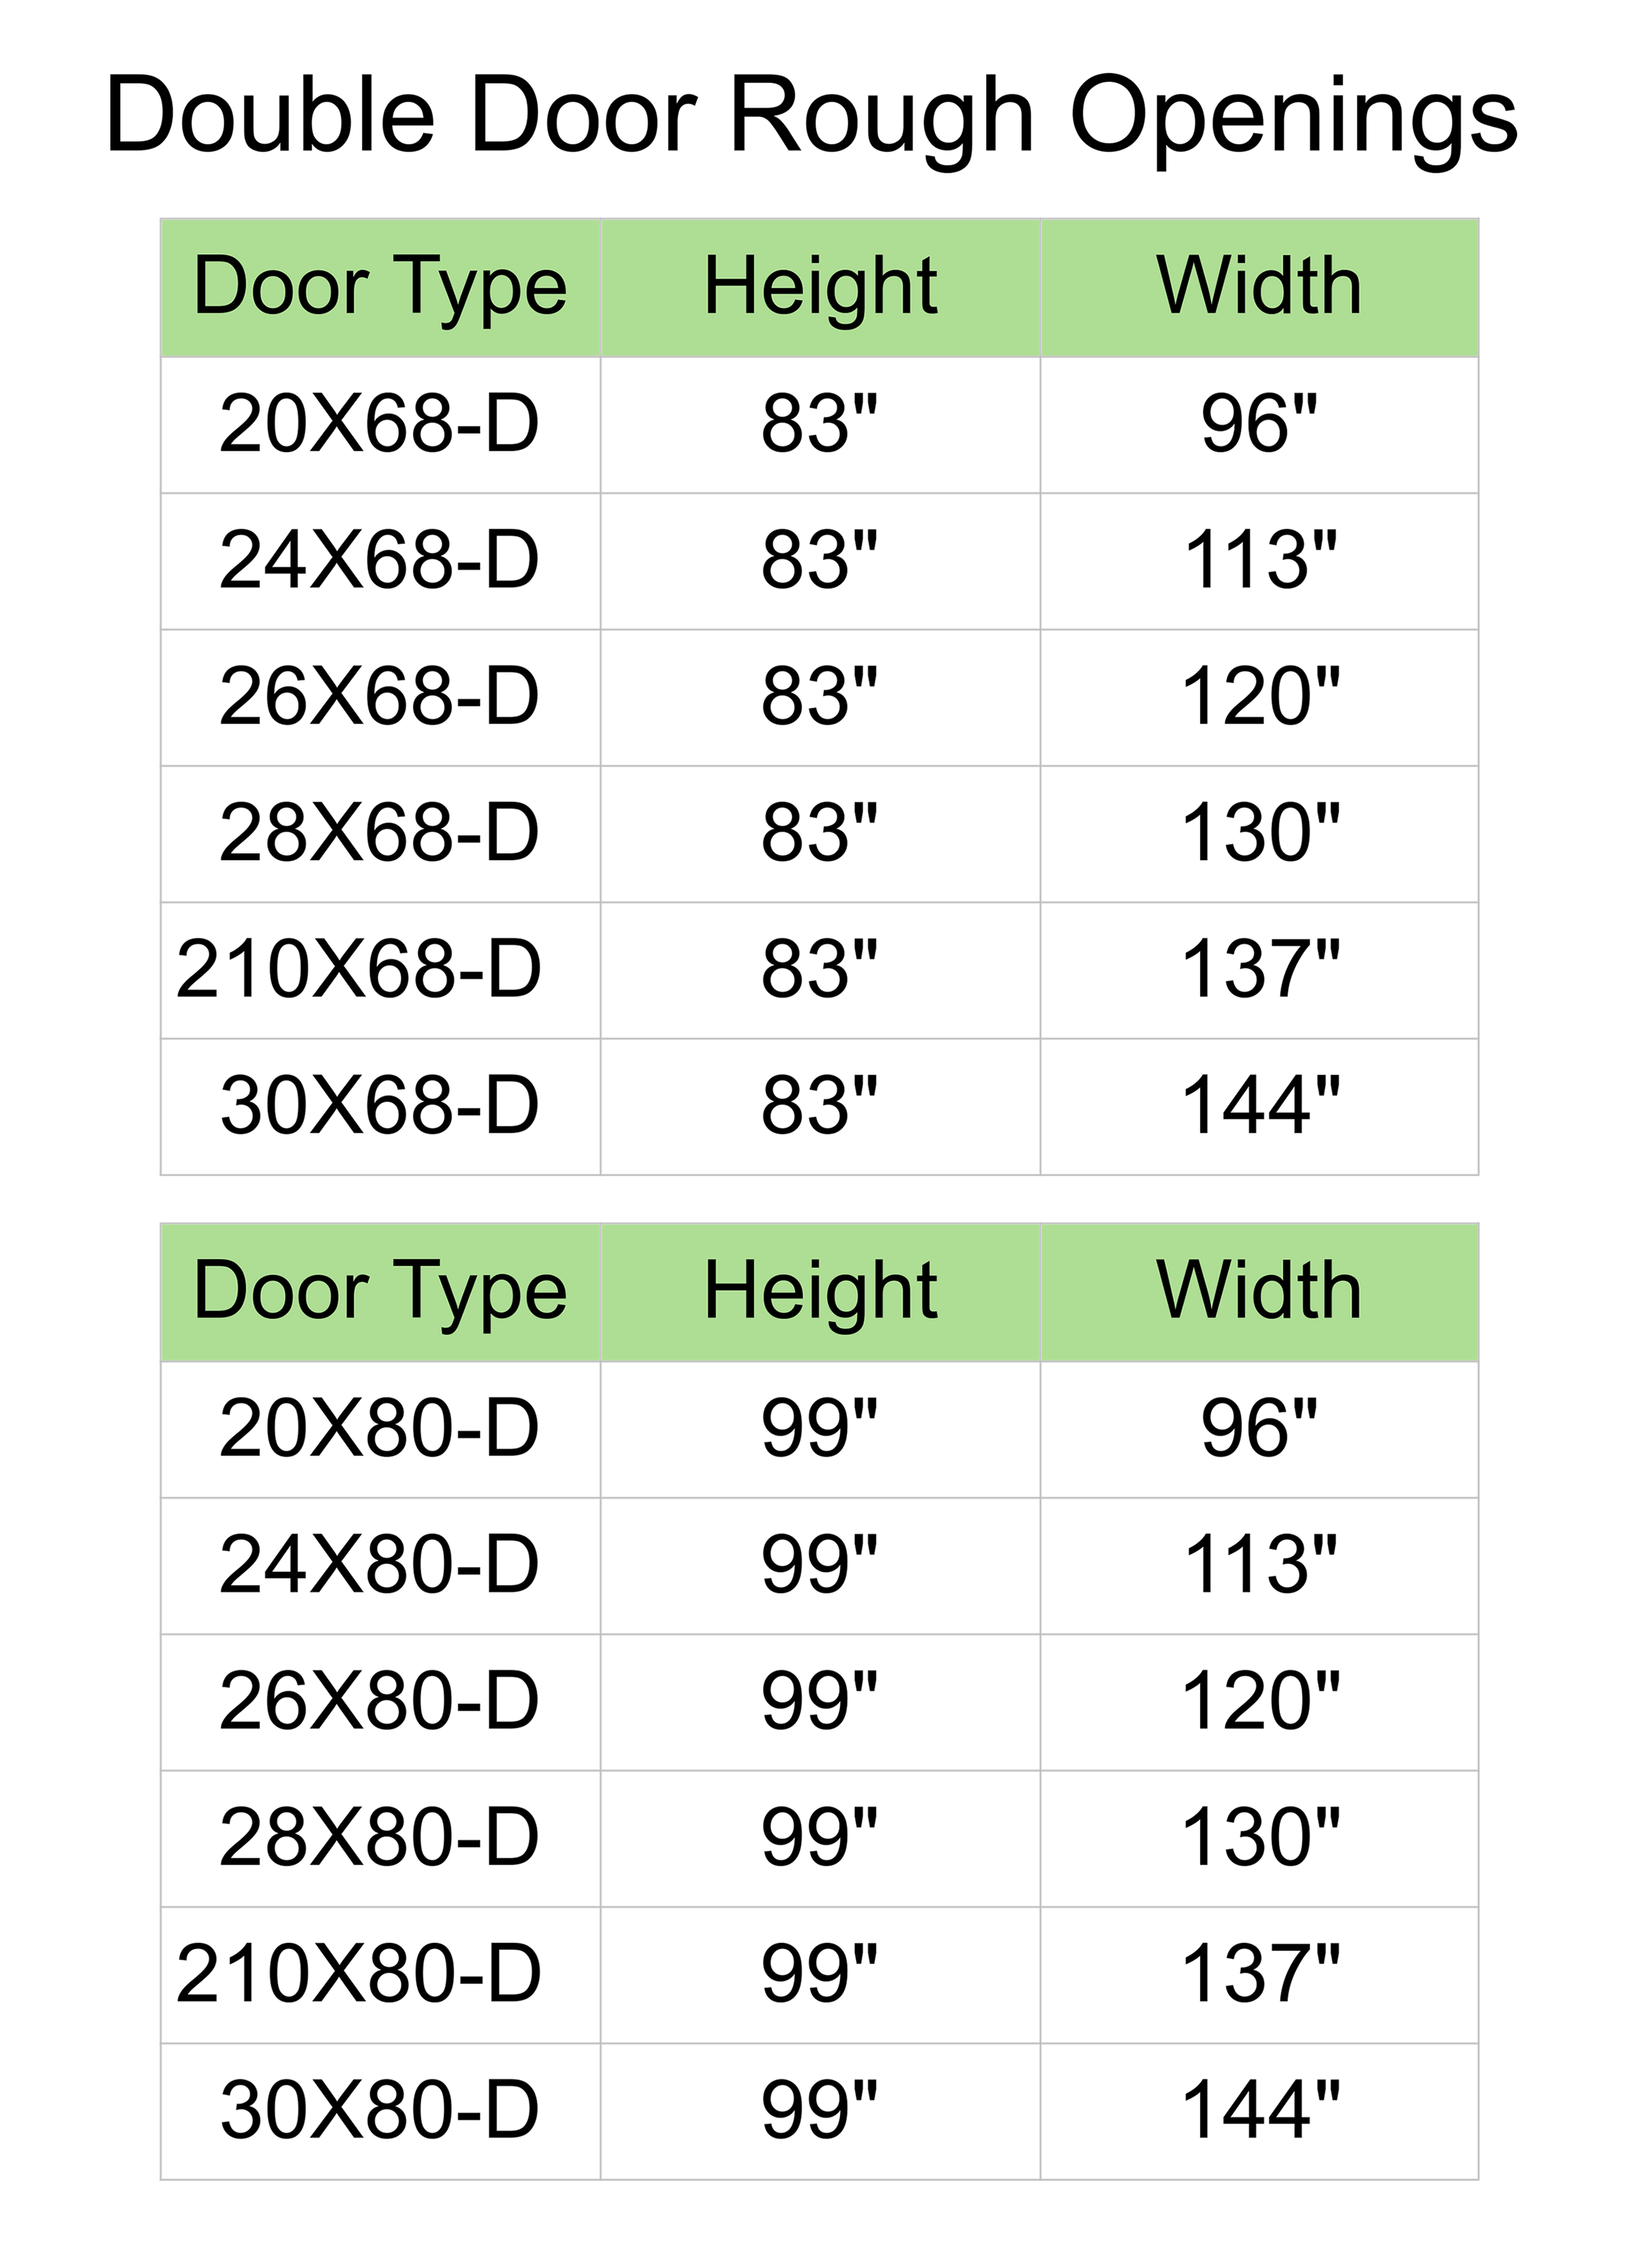 Double Door Rough Openings
Door Type Height Width
20X68-D 83" 96"
24X68-D 83" 113"
26X68-D 83" 120"
28X68-D 83" 130"
210X68-D 83" 137"
30X68-D 83" 144"
Door Type Height Width
20X80-D 99" 96"
24X80-D 99" 113"
26X80-D 99" 120"
28X80-D 99" 130"
210X80-D 99" 137"
30X80-D 99" 144"